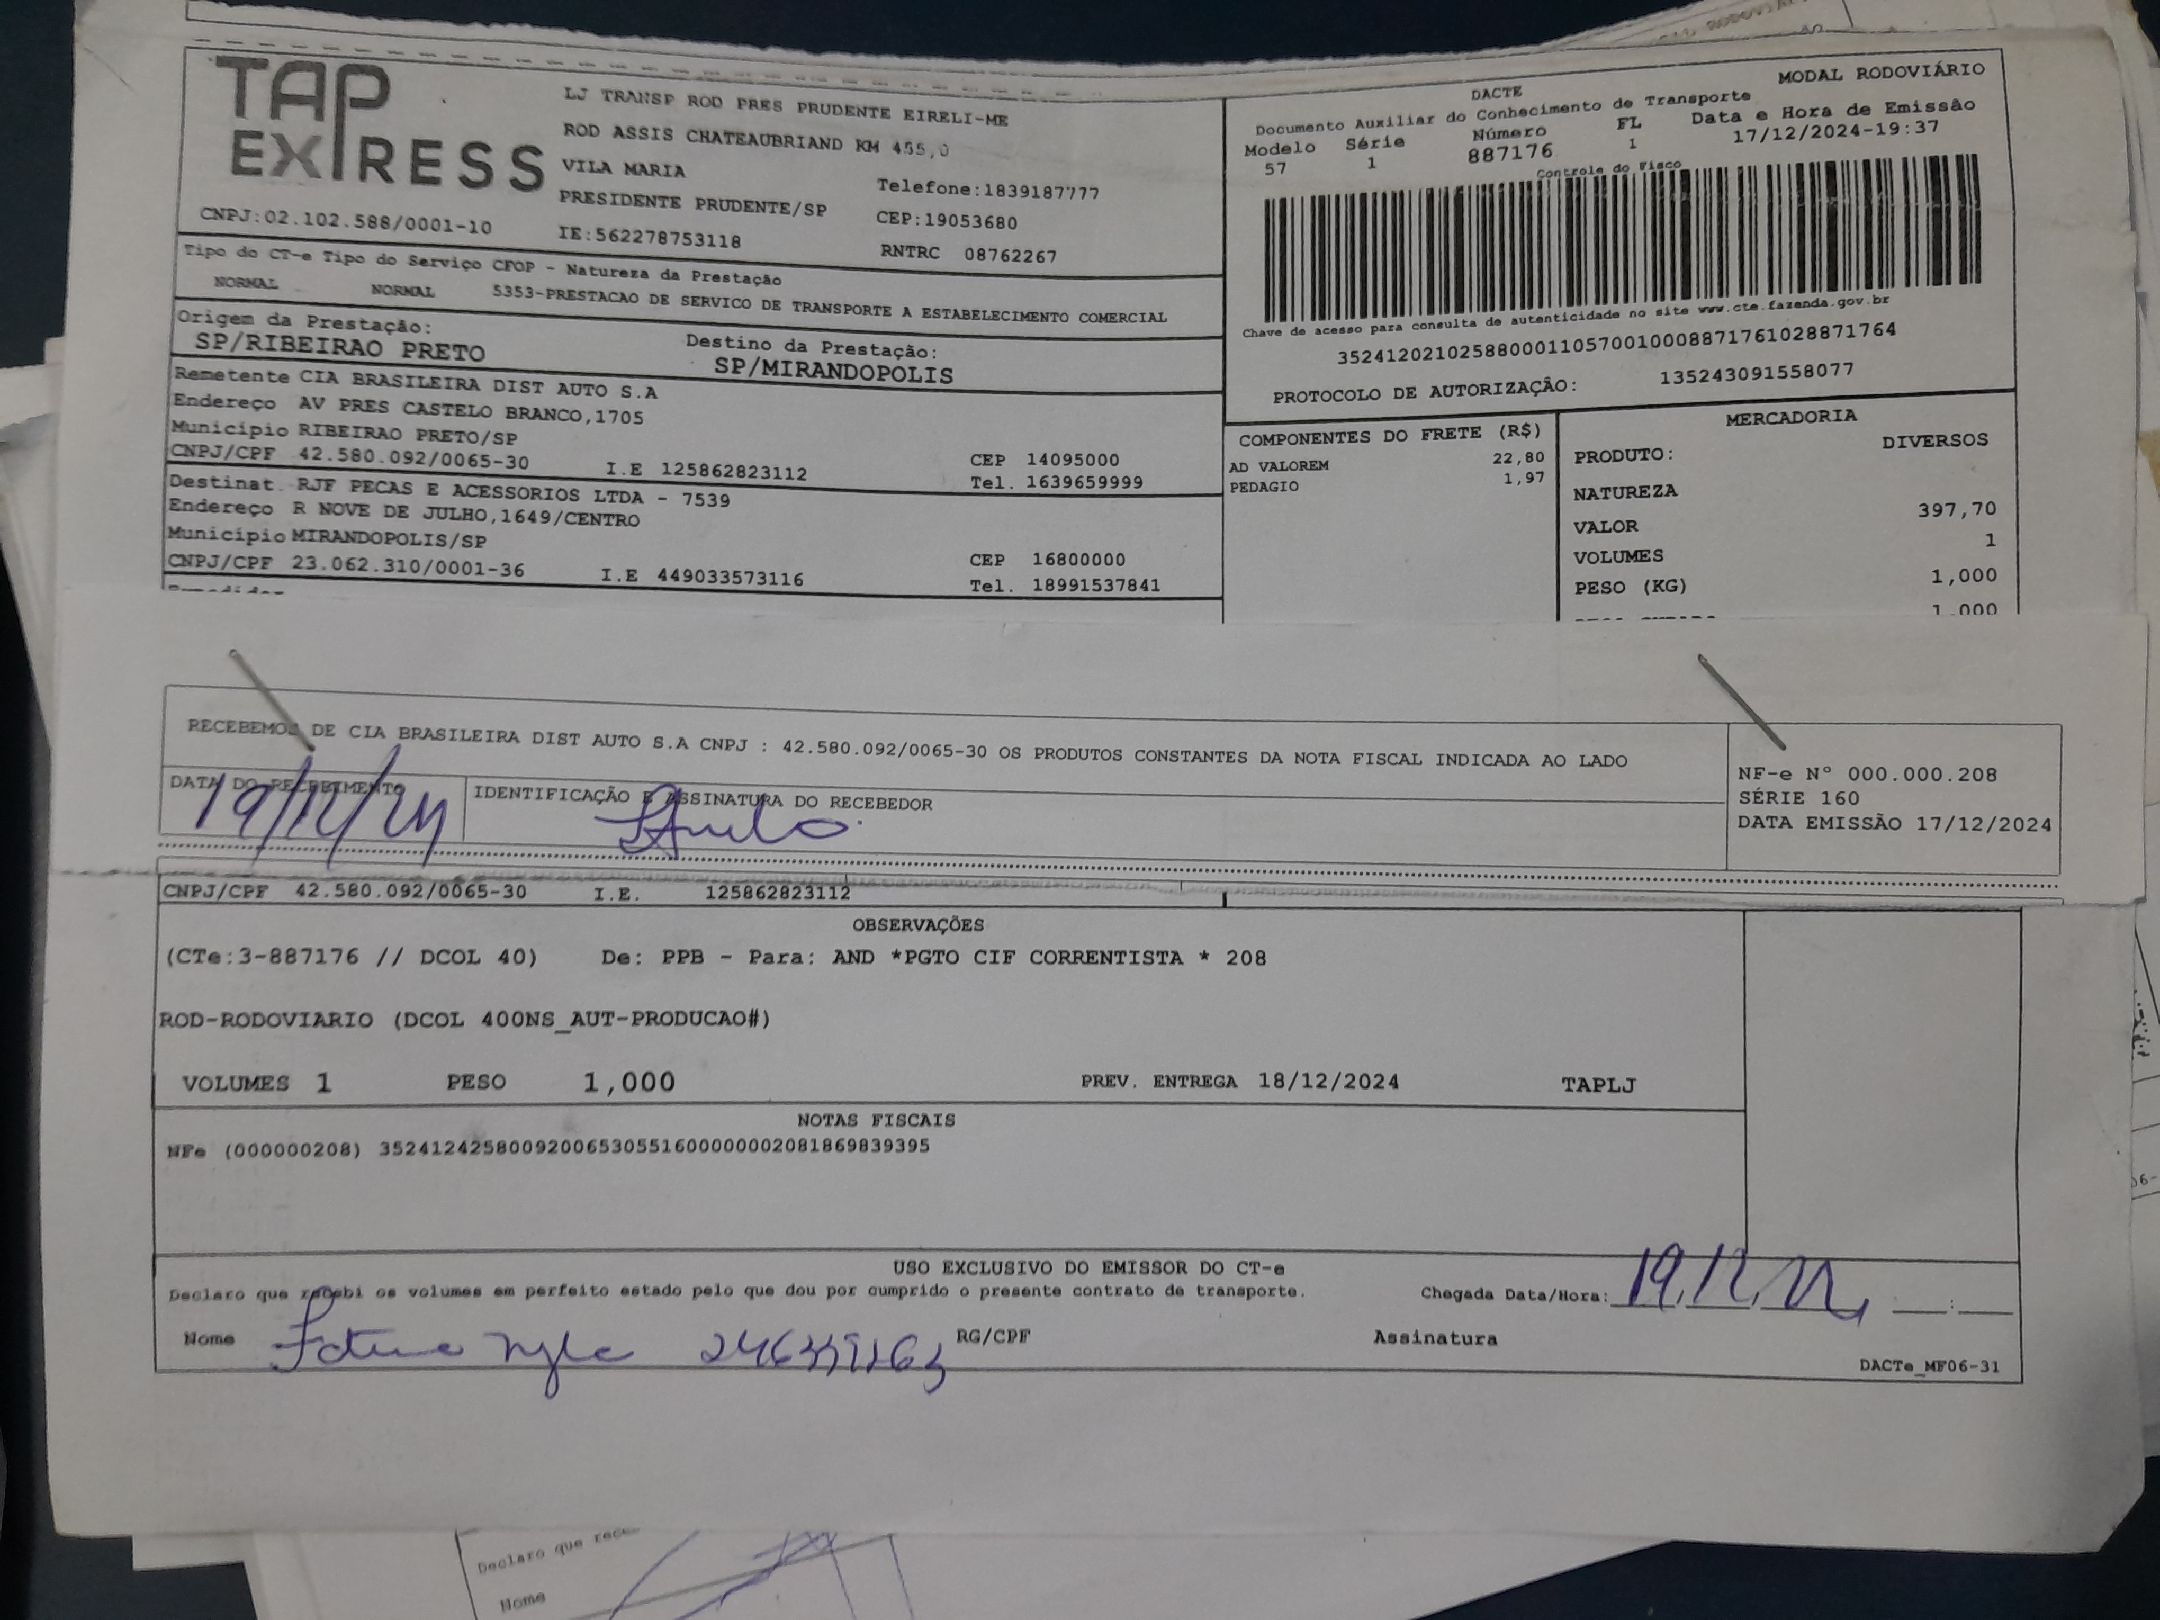 TAP EXPRESS
CNPJ:02.102.588/0001-10
LJ TRANSP ROD PRES PRUDENTE EIRELI-ME
ROD ASSIS CHATEAUBRIAND KM 455,0
VILA MARIA
PRESIDENTE PRUDENTE/SP
IE:562278753118
Telefone:1839187777
CEP:19053680
RNTRC 08762267
MODAL RODOVIÁRIO
DACTE
Documento Auxiliar do Conhecimento de Transporte
Modelo Série Número FL Data e Hora de Emissão
57 1 887176 1 17/12/2024-19:37
Controle do Fisco
Chave de acesso para consulta de autenticidade no site www.cte.fazenda.gov.br
35241202102588000110570010008871761028871764
PROTOCOLO DE AUTORIZAÇÃO: 135243091558077
Tipo do CT-e Tipo do Serviço CFOP - Natureza da Prestação
NORMAL NORMAL 5353-PRESTACAO DE SERVICO DE TRANSPORTE A ESTABELECIMENTO COMERCIAL
Origem da Prestação: Destino da Prestação:
SP/RIBEIRAO PRETO SP/MIRANDOPOLIS
Remetente CIA BRASILEIRA DIST AUTO S.A
Endereço AV PRES CASTELO BRANCO,1705
Município RIBEIRAO PRETO/SP CEP 14095000
CNPJ/CPF 42.580.092/0065-30 I.E 125862823112 Tel. 1639659999
Destinat. RJF PECAS E ACESSORIOS LTDA - 7539
Endereço R NOVE DE JULHO,1649/CENTRO
Município MIRANDOPOLIS/SP CEP 16800000
CNPJ/CPF 23.062.310/0001-36 I.E 449033573116 Tel. 18991537841
COMPONENTES DO FRETE (R$)
AD VALOREM 22,80
PEDAGIO 1,97
MERCADORIA
PRODUTO: DIVERSOS
NATUREZA
VALOR 397,70
VOLUMES 1
PESO (KG) 1,000
1,000
RECEBEMOS DE CIA BRASILEIRA DIST AUTO S.A CNPJ : 42.580.092/0065-30 OS PRODUTOS CONSTANTES DA NOTA FISCAL INDICADA AO LADO
DATA DO RECEBIMENTO IDENTIFICAÇÃO E ASSINATURA DO RECEBEDOR
19/12/24
NF-e N° 000.000.208
SÉRIE 160
DATA EMISSÃO 17/12/2024
CNPJ/CPF 42.580.092/0065-30 I.E. 125862823112
OBSERVAÇÕES
(CTe:3-887176 // DCOL 40) De: PPB - Para: AND *PGTO CIF CORRENTISTA * 208
ROD-RODOVIARIO (DCOL 400NS_AUT-PRODUCAO#)
VOLUMES 1 PESO 1,000 PREV. ENTREGA 18/12/2024 TAPLJ
NOTAS FISCAIS
NFe (000000208) 35241242580092006530551600000002081869839395
USO EXCLUSIVO DO EMISSOR DO CT-e
Declaro que recebi os volumes em perfeito estado pelo que dou por cumprido o presente contrato de transporte. Chegada Data/Hora: 19,12,24 __:__
Nome RG/CPF Assinatura
DACTe_MF06-31
Declaro que rece
Nome